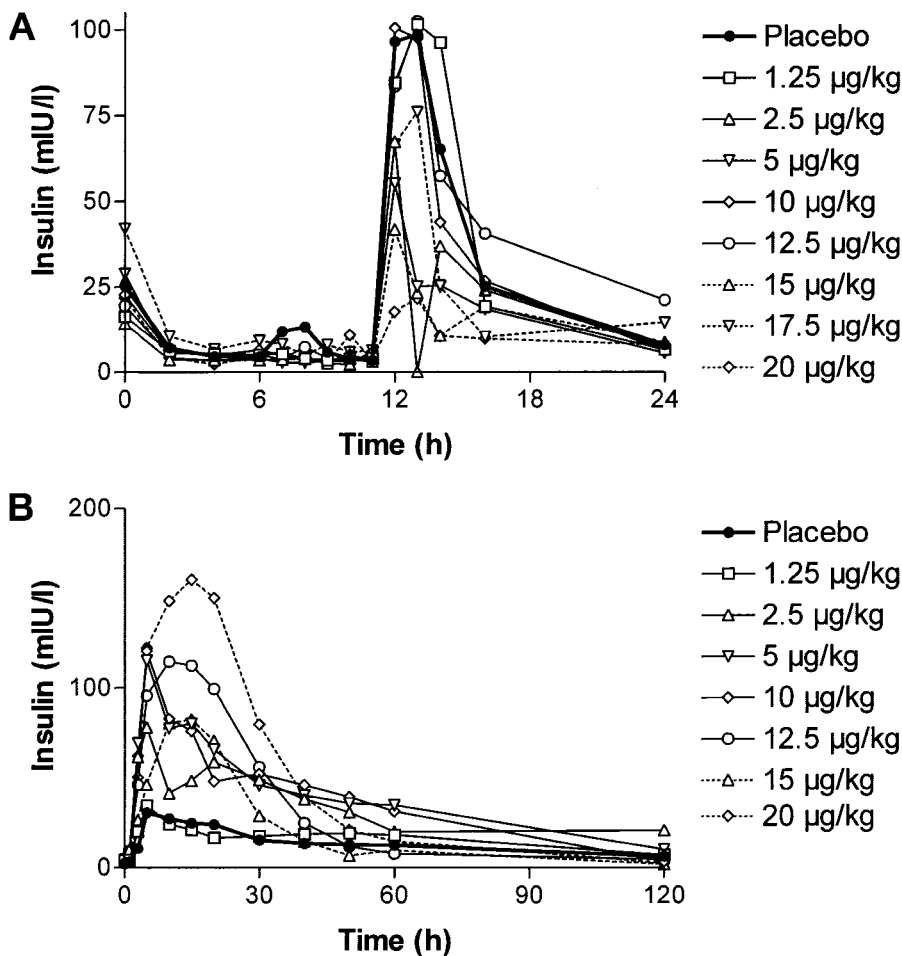 A
Insulin (mIU/l)
100
75
50
25
0
0 6 12 18 24
Time (h)
Placebo
1.25 µg/kg
2.5 µg/kg
5 µg/kg
10 µg/kg
12.5 µg/kg
15 µg/kg
17.5 µg/kg
20 µg/kg
B
Insulin (mIU/l)
200
100
0
0 30 60 90 120
Time (h)
Placebo
1.25 µg/kg
2.5 µg/kg
5 µg/kg
10 µg/kg
12.5 µg/kg
15 µg/kg
20 µg/kg